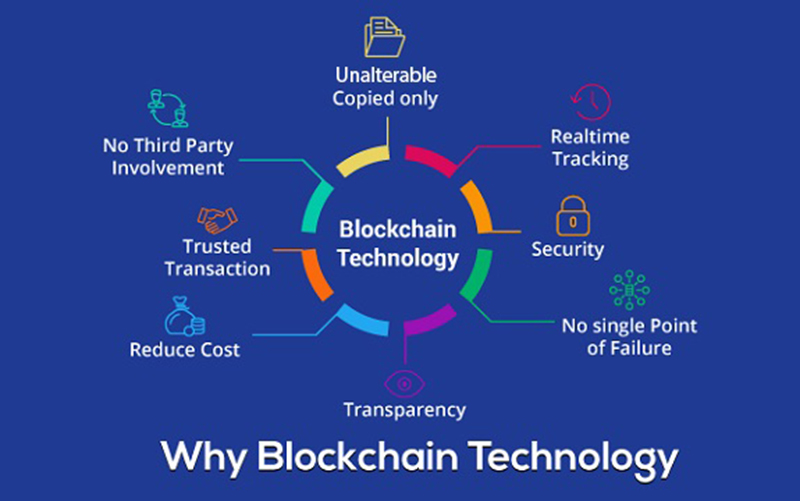 Unalterable
Copied only
Realtime
Tracking
Security
No single Point
of Failure
Transparency
Reduce Cost
Trusted
Transaction
No Third Party
Involvement
Blockchain
Technology
Why Blockchain Technology